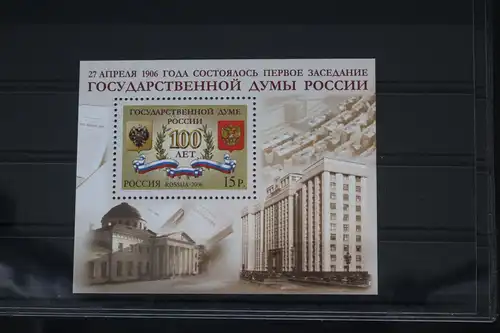 27 АПРЕЛЯ 1906 ГОДА СОСТОЯЛОСЬ ПЕРВОЕ ЗАСЕДАНИЕ
ГОСУДАРСТВЕННОЙ ДУМЫ РОССИИ
ГОСУДАРСТВЕННОЙ ДУМЕ
РОССИИ
100
ЛЕТ
РОССИЯ ROSSIJA · 2006 15 Р.